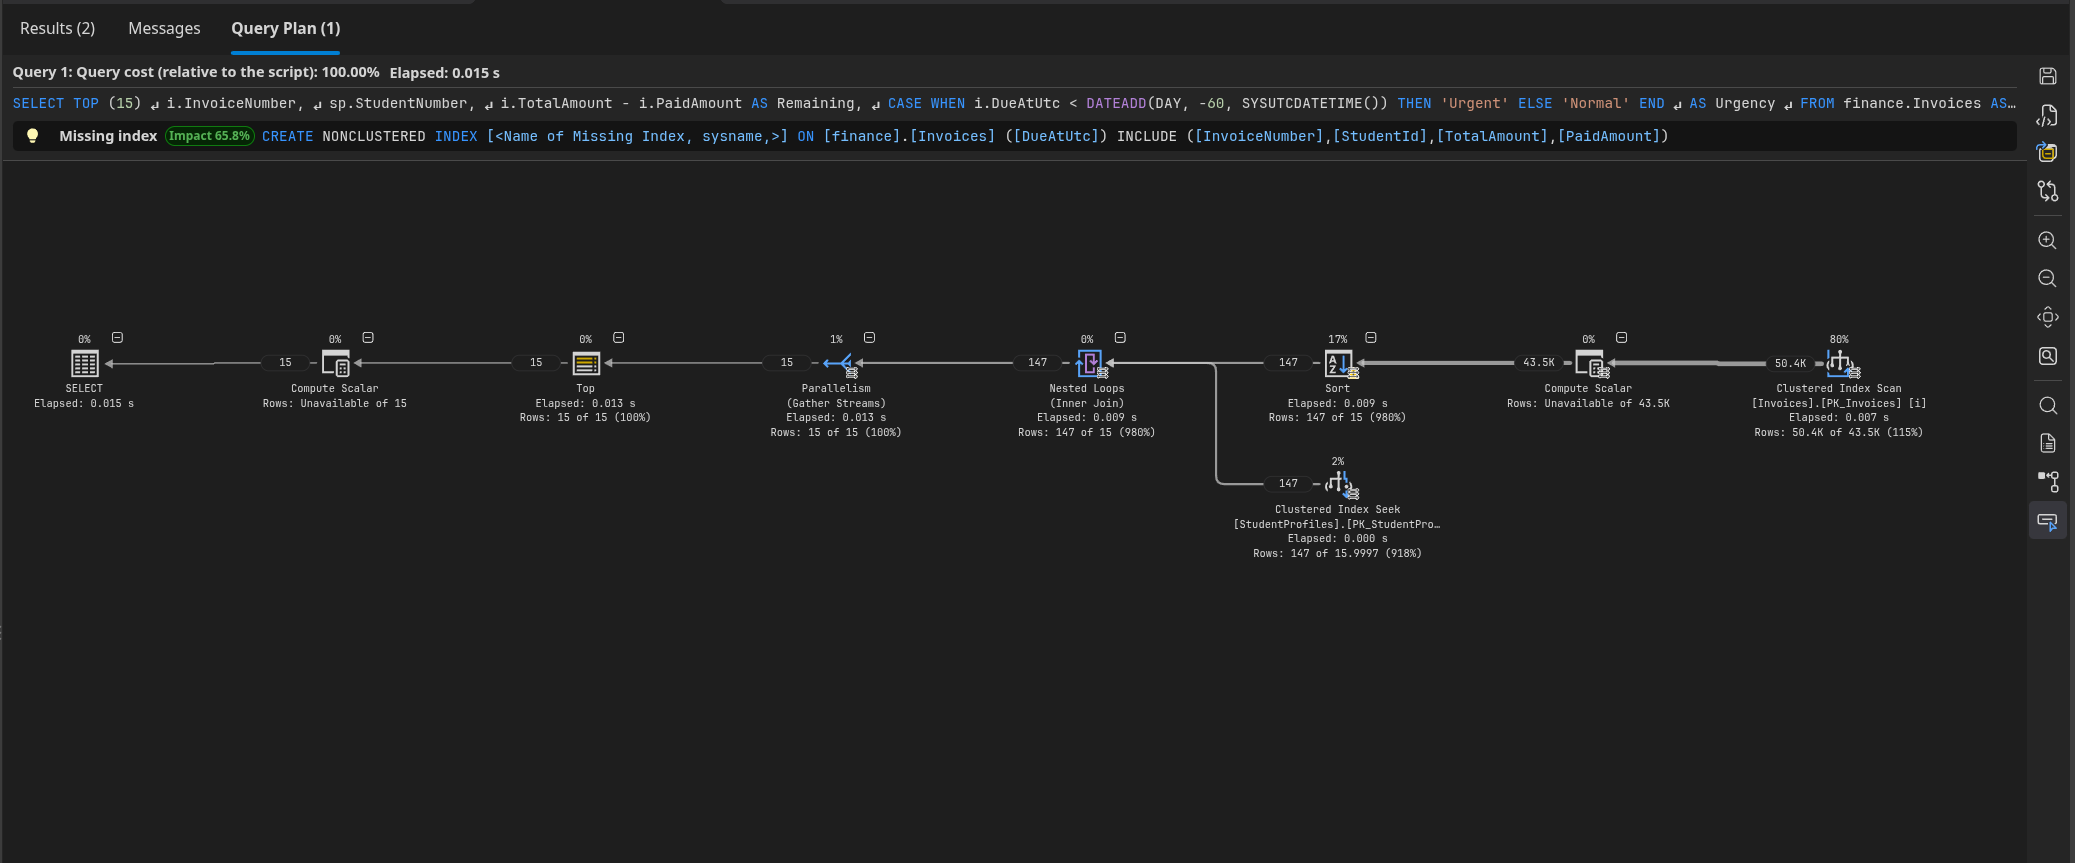 Results (2) Messages Query Plan (1)
Query 1: Query cost (relative to the script): 100.00% Elapsed: 0.015 s
SELECT TOP (15) ↲ i.InvoiceNumber, ↲ sp.StudentNumber, ↲ i.TotalAmount - i.PaidAmount AS Remaining, ↲ CASE WHEN i.DueAtUtc < DATEADD(DAY, -60, SYSUTCDATETIME()) THEN 'Urgent' ELSE 'Normal' END ↲ AS Urgency ↲ FROM finance.Invoices AS…
Missing index Impact 65.8% CREATE NONCLUSTERED INDEX [<Name of Missing Index, sysname,>] ON [finance].[Invoices] ([DueAtUtc]) INCLUDE ([InvoiceNumber],[StudentId],[TotalAmount],[PaidAmount])
0%
SELECT
Elapsed: 0.015 s
15
0%
Compute Scalar
Rows: Unavailable of 15
15
0%
Top
Elapsed: 0.013 s
Rows: 15 of 15 (100%)
15
1%
Parallelism
(Gather Streams)
Elapsed: 0.013 s
Rows: 15 of 15 (100%)
147
0%
Nested Loops
(Inner Join)
Elapsed: 0.009 s
Rows: 147 of 15 (980%)
147
17%
A
Z
Sort
Elapsed: 0.009 s
Rows: 147 of 15 (980%)
43.5K
0%
Compute Scalar
Rows: Unavailable of 43.5K
50.4K
80%
Clustered Index Scan
[Invoices].[PK_Invoices] [i]
Elapsed: 0.007 s
Rows: 50.4K of 43.5K (115%)
147
2%
Clustered Index Seek
[StudentProfiles].[PK_StudentPro…
Elapsed: 0.000 s
Rows: 147 of 15.9997 (918%)